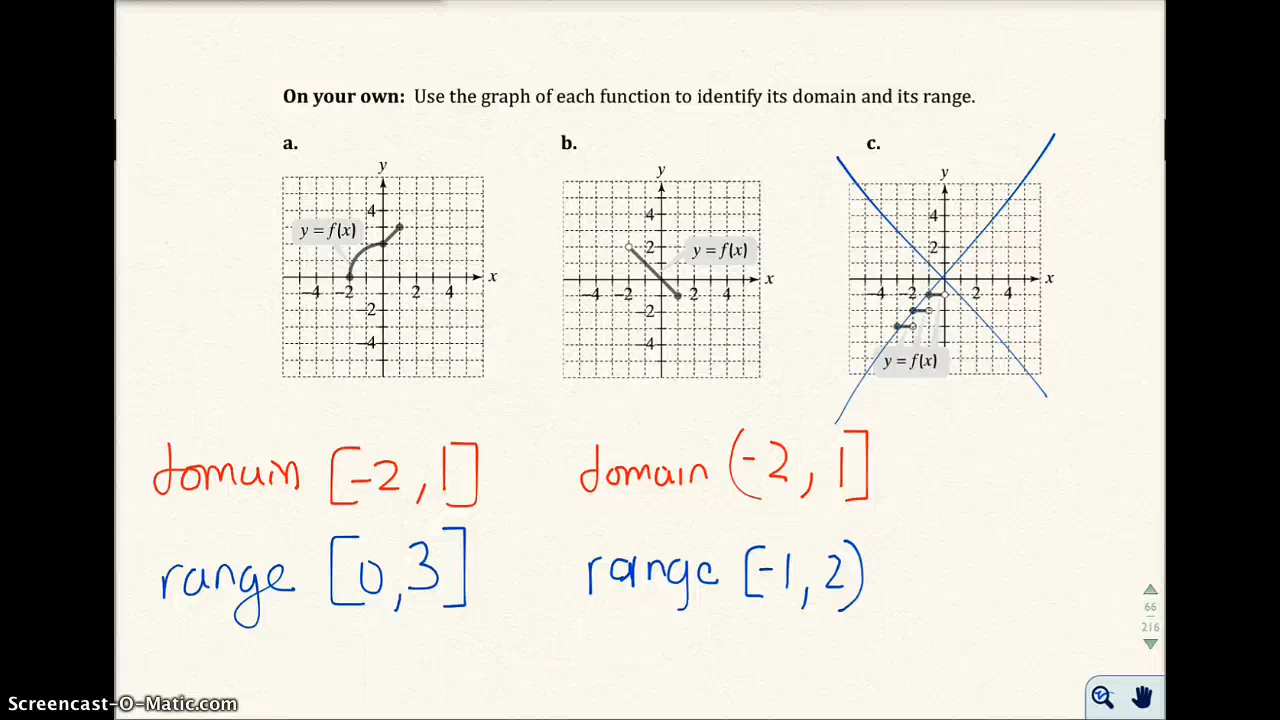 On your own: Use the graph of each function to identify its domain and its range.
a. b. c.
y y y
4 4 4
y = f(x) 2 y = f(x) 2
x x x
-4 -2 2 4 -4 -2 2 4 -4 -2 2 4
-2 -2
-4 -4 y = f(x)
domain [-2, 1] domain (-2, 1]
range [0,3] range [-1, 2)
66
216
Screencast-O-Matic.com